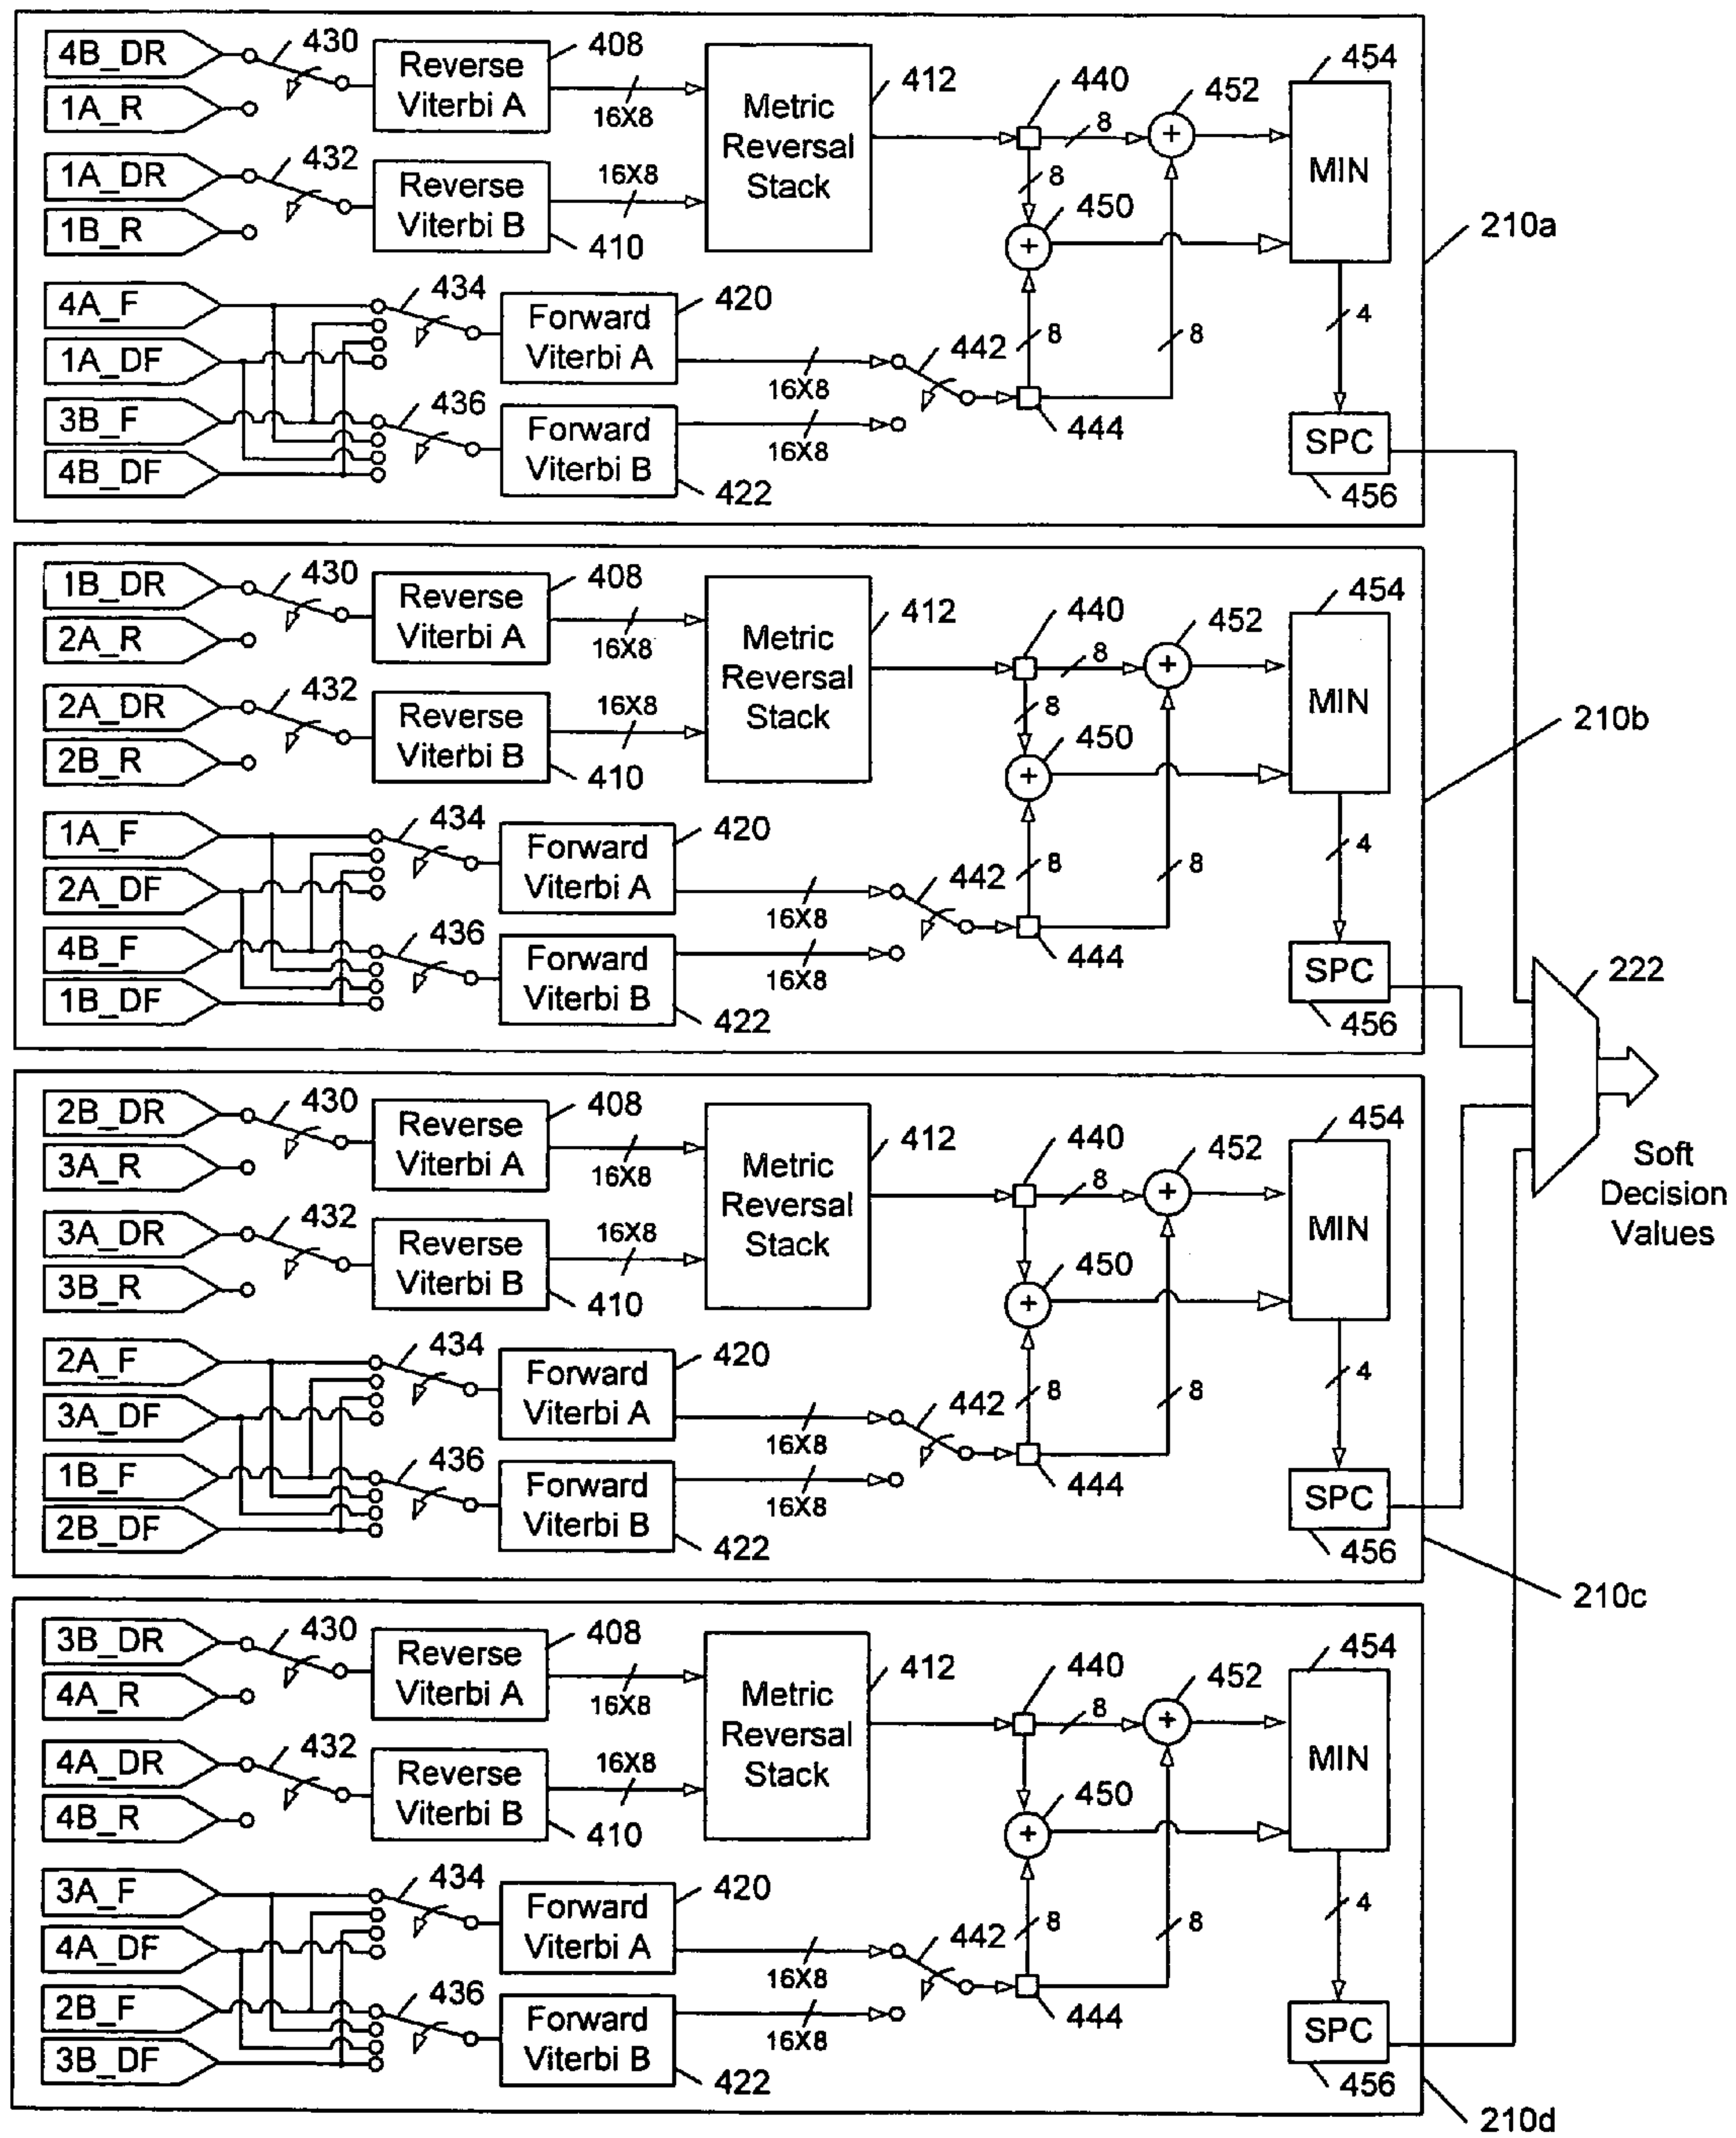 4B_DR
430
Reverse
Viterbi A
408
16X8
1A_R
Metric
Reversal
Stack
412
440
8
452
454
MIN
1A_DR
432
Reverse
Viterbi B
16X8
410
1B_R
8
450
210a
4A_F
434
Forward
Viterbi A
420
16X8
1A_DF
442
8
8
4
3B_F
436
Forward
Viterbi B
422
16X8
4B_DF
444
SPC
456
1B_DR
430
Reverse
Viterbi A
408
16X8
2A_R
Metric
Reversal
Stack
412
440
8
452
454
MIN
2A_DR
432
Reverse
Viterbi B
16X8
410
2B_R
8
450
210b
1A_F
434
Forward
Viterbi A
420
16X8
2A_DF
442
8
8
4
4B_F
436
Forward
Viterbi B
422
16X8
1B_DF
444
SPC
456
222
Soft
Decision
Values
2B_DR
430
Reverse
Viterbi A
408
16X8
3A_R
Metric
Reversal
Stack
412
440
8
452
454
MIN
3A_DR
432
Reverse
Viterbi B
16X8
410
3B_R
450
2A_F
434
Forward
Viterbi A
420
16X8
3A_DF
442
8
8
4
1B_F
436
Forward
Viterbi B
422
16X8
2B_DF
444
SPC
456
210c
3B_DR
430
Reverse
Viterbi A
408
16X8
4A_R
Metric
Reversal
Stack
412
440
8
452
454
MIN
4A_DR
432
Reverse
Viterbi B
16X8
410
4B_R
450
3A_F
434
Forward
Viterbi A
420
16X8
4A_DF
442
8
8
4
2B_F
436
Forward
Viterbi B
422
16X8
3B_DF
444
SPC
456
210d